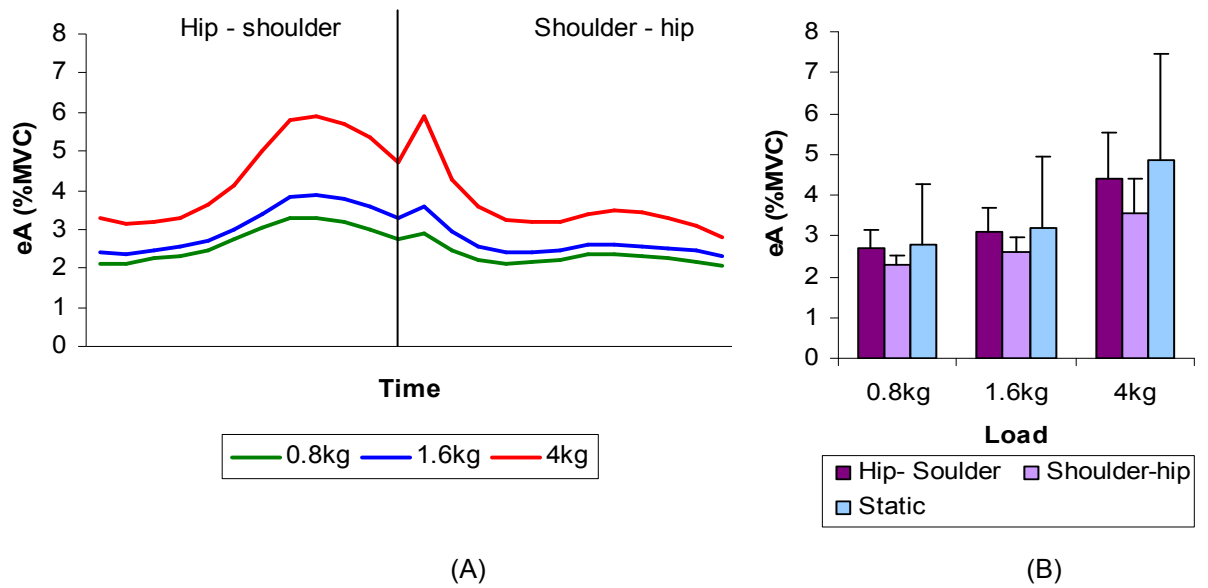 Hip - shoulder
Shoulder - hip
8
7
6
5
4
3
2
1
0
eA (%MVC)
Time
0.8kg 1.6kg 4kg
(A)
8
7
6
5
4
3
2
1
0
eA (%MVC)
0.8kg 1.6kg 4kg
Load
Hip- Soulder Shoulder-hip
Static
(B)